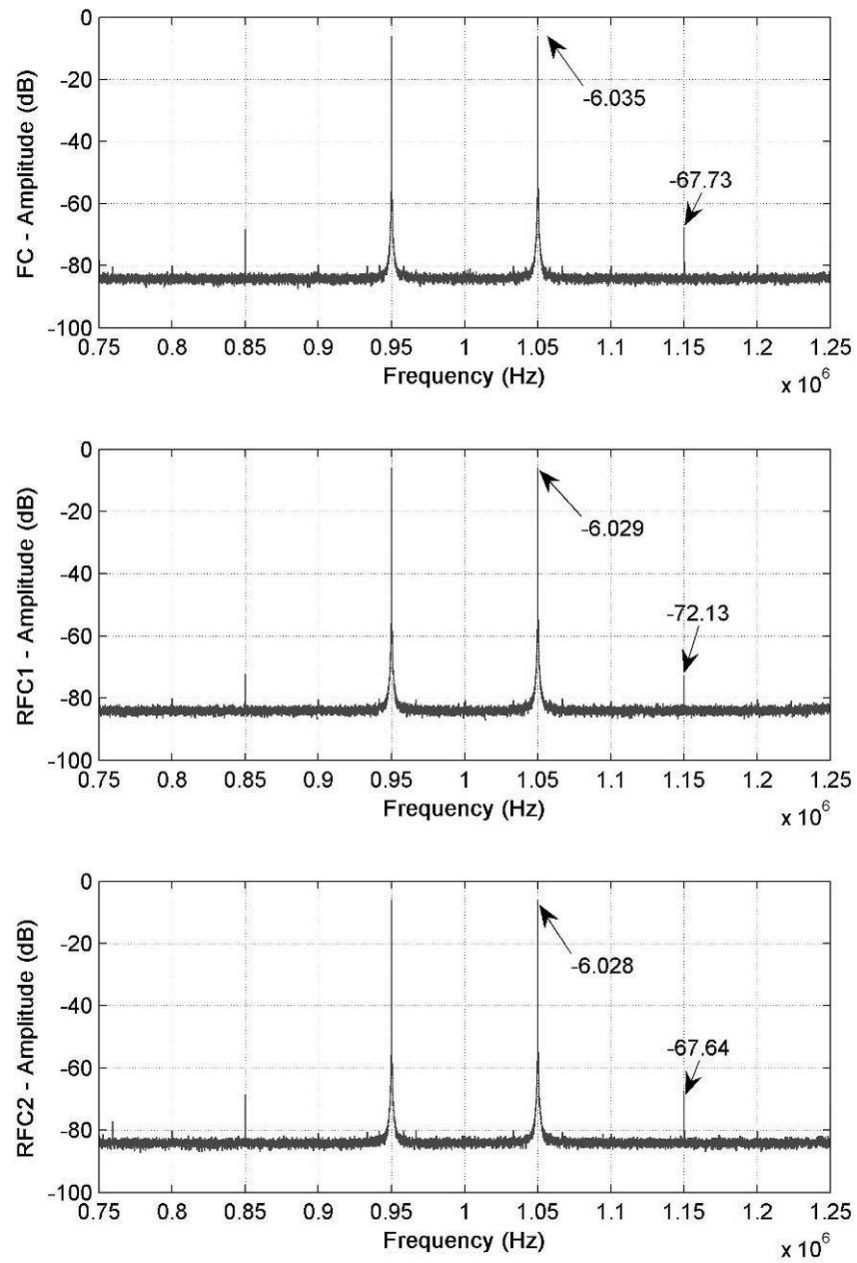 FC - Amplitude (dB)
0
-20
-40
-60
-80
-100
-6.035
-67.73
0.75 0.8 0.85 0.9 0.95 1 1.05 1.1 1.15 1.2 1.25
Frequency (Hz)
x 10^6
RFC1 - Amplitude (dB)
0
-20
-40
-60
-80
-100
-6.029
-72.13
0.75 0.8 0.85 0.9 0.95 1 1.05 1.1 1.15 1.2 1.25
Frequency (Hz)
x 10^6
RFC2 - Amplitude (dB)
0
-20
-40
-60
-80
-100
-6.028
-67.64
0.75 0.8 0.85 0.9 0.95 1 1.05 1.1 1.15 1.2 1.25
Frequency (Hz)
x 10^6